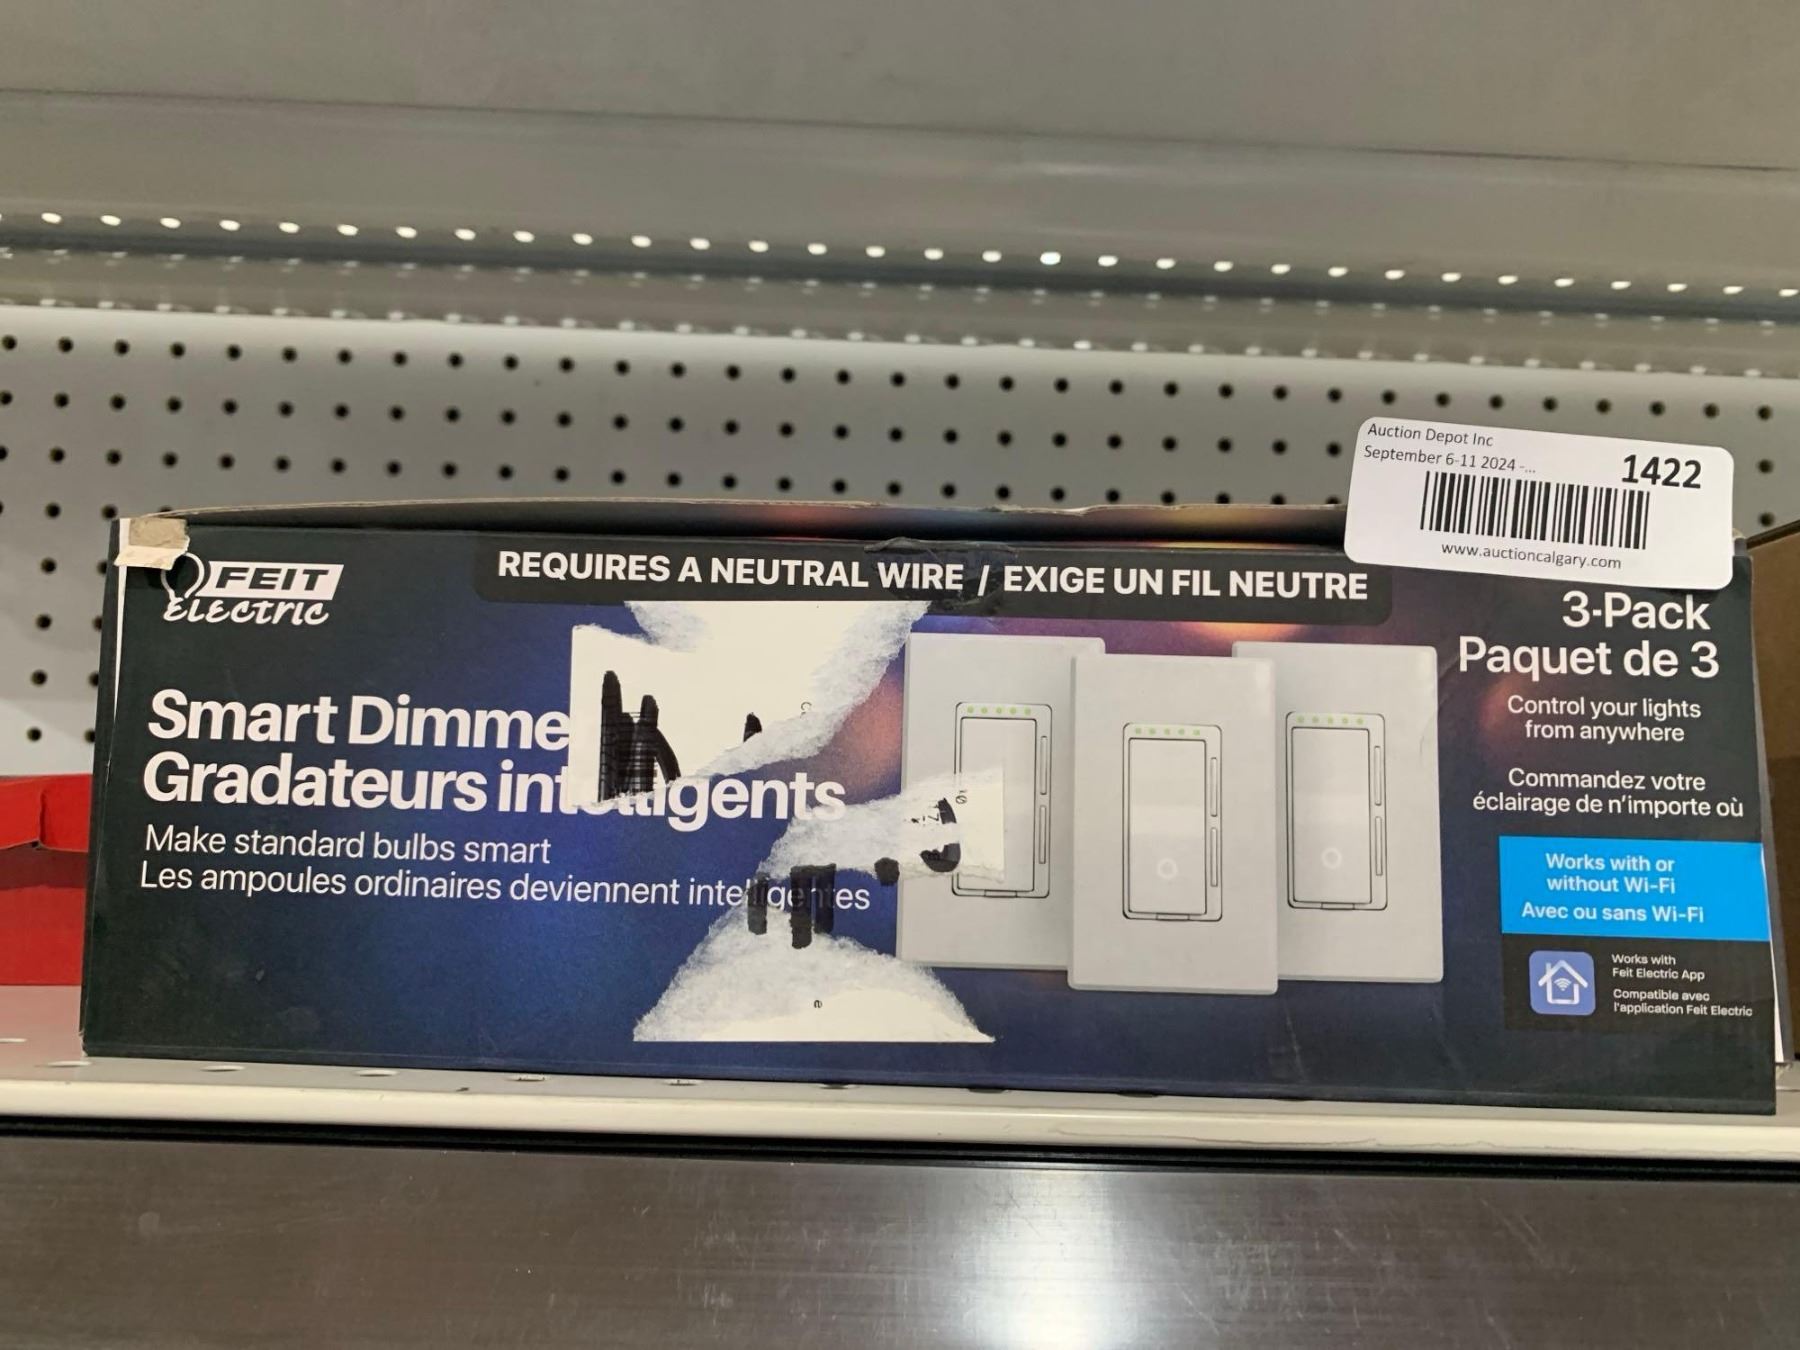 Auction Depot Inc
September 6-11 2024 -...
1422
www.auctioncalgary.com
FEIT
ELECTRIC
REQUIRES A NEUTRAL WIRE / EXIGE UN FIL NEUTRE
3-Pack
Paquet de 3
Control your lights
from anywhere
Commandez votre
éclairage de n'importe où
Smart Dimme
Gradateurs intelligents
Make standard bulbs smart
Les ampoules ordinaires deviennent intelligentes
Works with or
without Wi-Fi
Avec ou sans Wi-Fi
Works with
Feit Electric App
Compatible avec
l'application Feit Electric